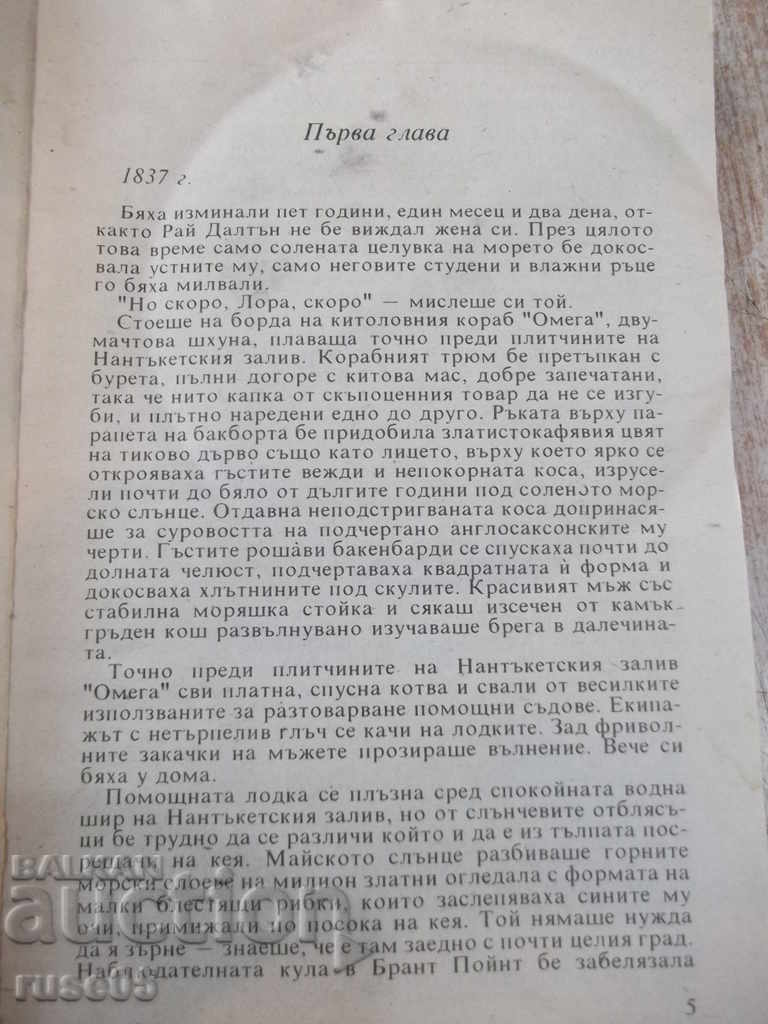 Първа глава
1837 г.
Бяха изминали пет години, един месец и два дена, от-
както Рай Далтън не бе виждал жена си. През цялото
това време само солената целувка на морето бе докос-
вала устните му, само неговите студени и влажни ръце
го бяха милвали.
"Но скоро, Лора, скоро" — мислеше си той.
Стоеше на борда на китоловния кораб "Омега", дву-
мачтова шхуна, плаваща точно преди плитчините на
Нантъкетския залив. Корабният трюм бе претъпкан с
бурета, пълни догоре с китова мас, добре запечатани,
така че нито капка от скъпоценния товар да не се изгу-
би, и плътно наредени едно до друго. Ръката върху па-
рапета на бакборта бе придобила златистокафявия цвят
на тиково дърво също като лицето, върху което ярко се
открояваха гъстите вежди и непокорната коса, изрусе-
ли почти до бяло от дългите години под соленото мор-
ско слънце. Отдавна неподстригваната коса допринася-
ше за суровостта на подчертано англосаксонските му
черти. Гъстите рошави бакенбарди се спускаха почти до
долната челюст, подчертаваха квадратната ѝ форма и
докосваха хлътнините под скулите. Красивият мъж със
стабилна моряшка стойка и сякаш изсечен от камък
гръден кош развълнувано изучаваше брега в далечина-
та.
Точно преди плитчините на Нантъкетския залив
"Омега" сви платна, спусна котва и свали от весилките
използваните за разтоварване помощни съдове. Екипа-
жът с нетърпелив глъч се качи на лодките. Зад фривол-
ните закачки на мъжете прозираше вълнение. Вече си
бяха у дома.
Помощната лодка се плъзна сред спокойната водна
шир на Нантъкетския залив, но от слънчевите отблясъ-
ци бе трудно да се различи който и да е из тълпата пос-
рещачи на кея. Майското слънце разбиваше горните
морски слоеве на милион златни огледала с формата на
малки блестящи рибки, които заслепяваха сините му
очи, примижали по посока на кея. Той нямаше нужда
да я зърне — знаеше, че е там заедно с почти целия град.
Наблюдателната кула в Брант Пойнт бе забелязала
5
БАЛКАН
auction
ruse05